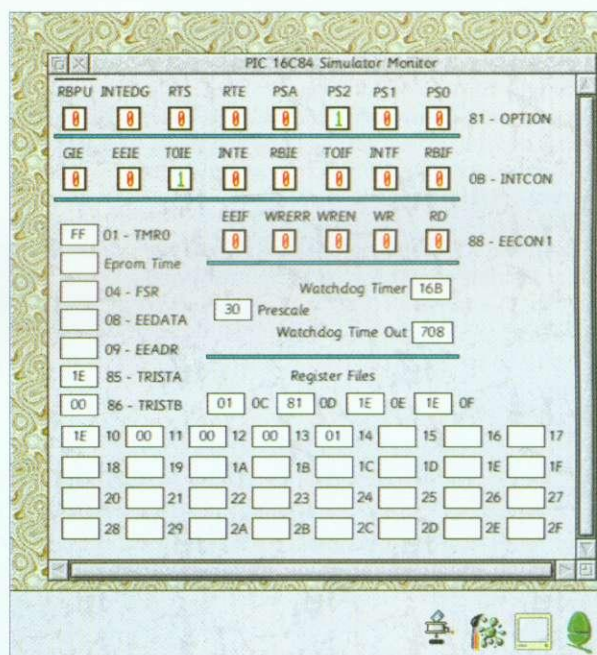 PIC 16C84 Simulator Monitor
RBPU INTEDG RTS RTE PSA PS2 PS1 PS0
0 0 0 0 0 1 0 0 81 - OPTION
GIE EEIE TOIE INTE RBIE TOIF INTF RBIF
0 0 1 0 0 0 0 0 0B - INTCON
EEIF WRERR WREN WR RD
0 0 0 0 0 88 - EECON1
FF 01 - TMR0
Eprom Time
04 - FSR
Watchdog Timer 16B
30 Prescale
08 - EEDATA
Watchdog Time Out 708
09 - EEADR
1E 85 - TRISTA
Register Files
00 86 - TRISTB 01 0C 81 0D 1E 0E 1E 0F
1E 10 00 11 00 12 00 13 01 14 15 16 17
18 19 1A 1B 1C 1D 1E 1F
20 21 22 23 24 25 26 27
28 29 2A 2B 2C 2D 2E 2F